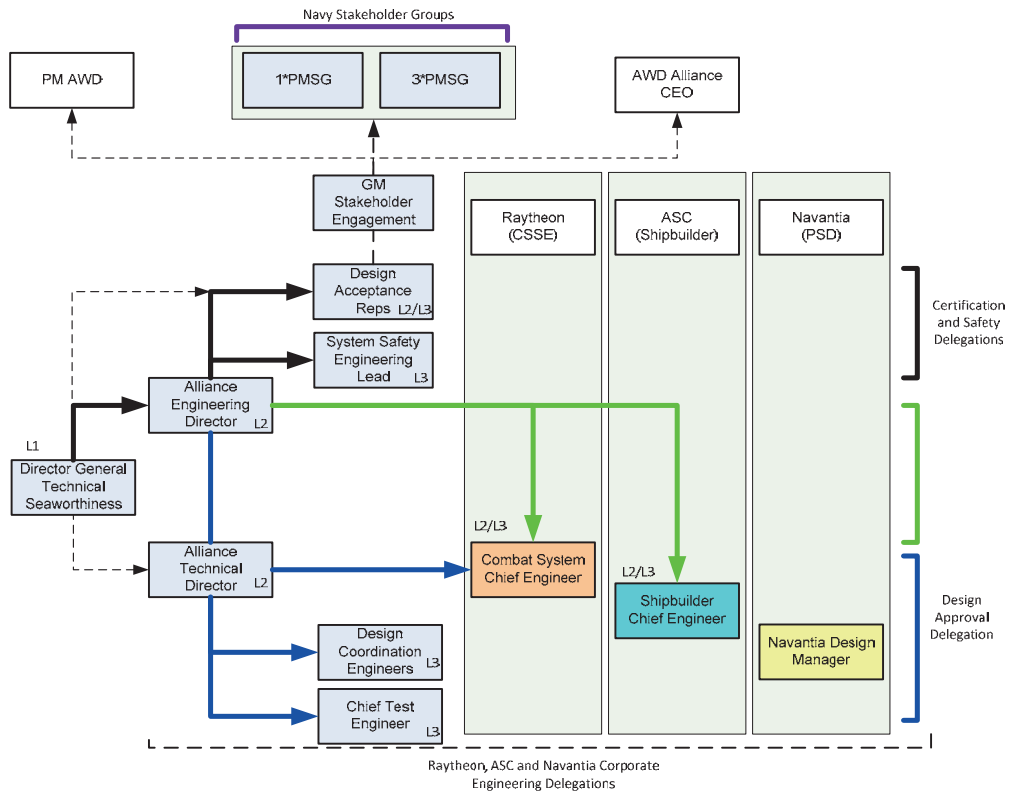 Navy Stakeholder Groups
PM AWD
1*PMSG
3*PMSG
AWD Alliance
CEO
GM
Stakeholder
Engagement
Raytheon
(CSSE)
ASC
(Shipbuilder)
Navantia
(PSD)
Design
Acceptance
Reps
L2/L3
Certification
and Safety
Delegations
System Safety
Engineering
Lead
L3
Alliance
Engineering
Director
L2
L1
Director General
Technical
Seaworthiness
L2/L3
Alliance
Technical
Director
L2
Combat System
Chief Engineer
L2/L3
Shipbuilder
Chief Engineer
Design
Approval
Delegation
Design
Coordination
Engineers
L3
Navantia Design
Manager
Chief Test
Engineer
L3
Raytheon, ASC and Navantia Corporate
Engineering Delegations